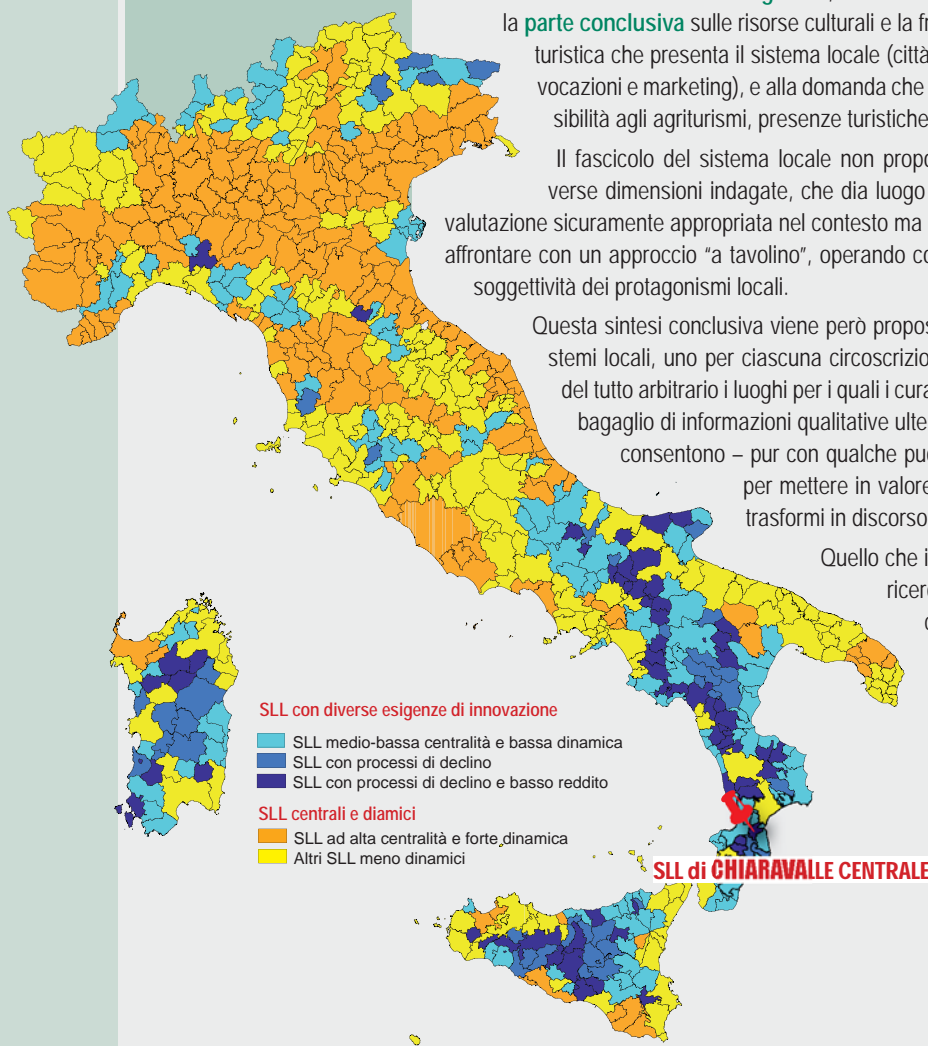 la parte conclusiva sulle risorse culturali e la fr
turistica che presenta il sistema locale (città
vocazioni e marketing), e alla domanda che
sibilità agli agriturismi, presenze turistiche
Il fascicolo del sistema locale non propo
verse dimensioni indagate, che dia luogo
valutazione sicuramente appropriata nel contesto ma
affrontare con un approccio “a tavolino”, operando co
soggettività dei protagonismi locali.
Questa sintesi conclusiva viene però propos
stemi locali, uno per ciascuna circoscrizio
del tutto arbitrario i luoghi per i quali i cura
bagaglio di informazioni qualitative ulte
consentono – pur con qualche pu
per mettere in valore
trasformi in discorso
Quello che i
ricer
SLL con diverse esigenze di innovazione
SLL medio-bassa centralità e bassa dinamica
SLL con processi di declino
SLL con processi di declino e basso reddito
SLL centrali e diamici
SLL ad alta centralità e forte dinamica
Altri SLL meno dinamici
SLL di CHIARAVALLE CENTRALE